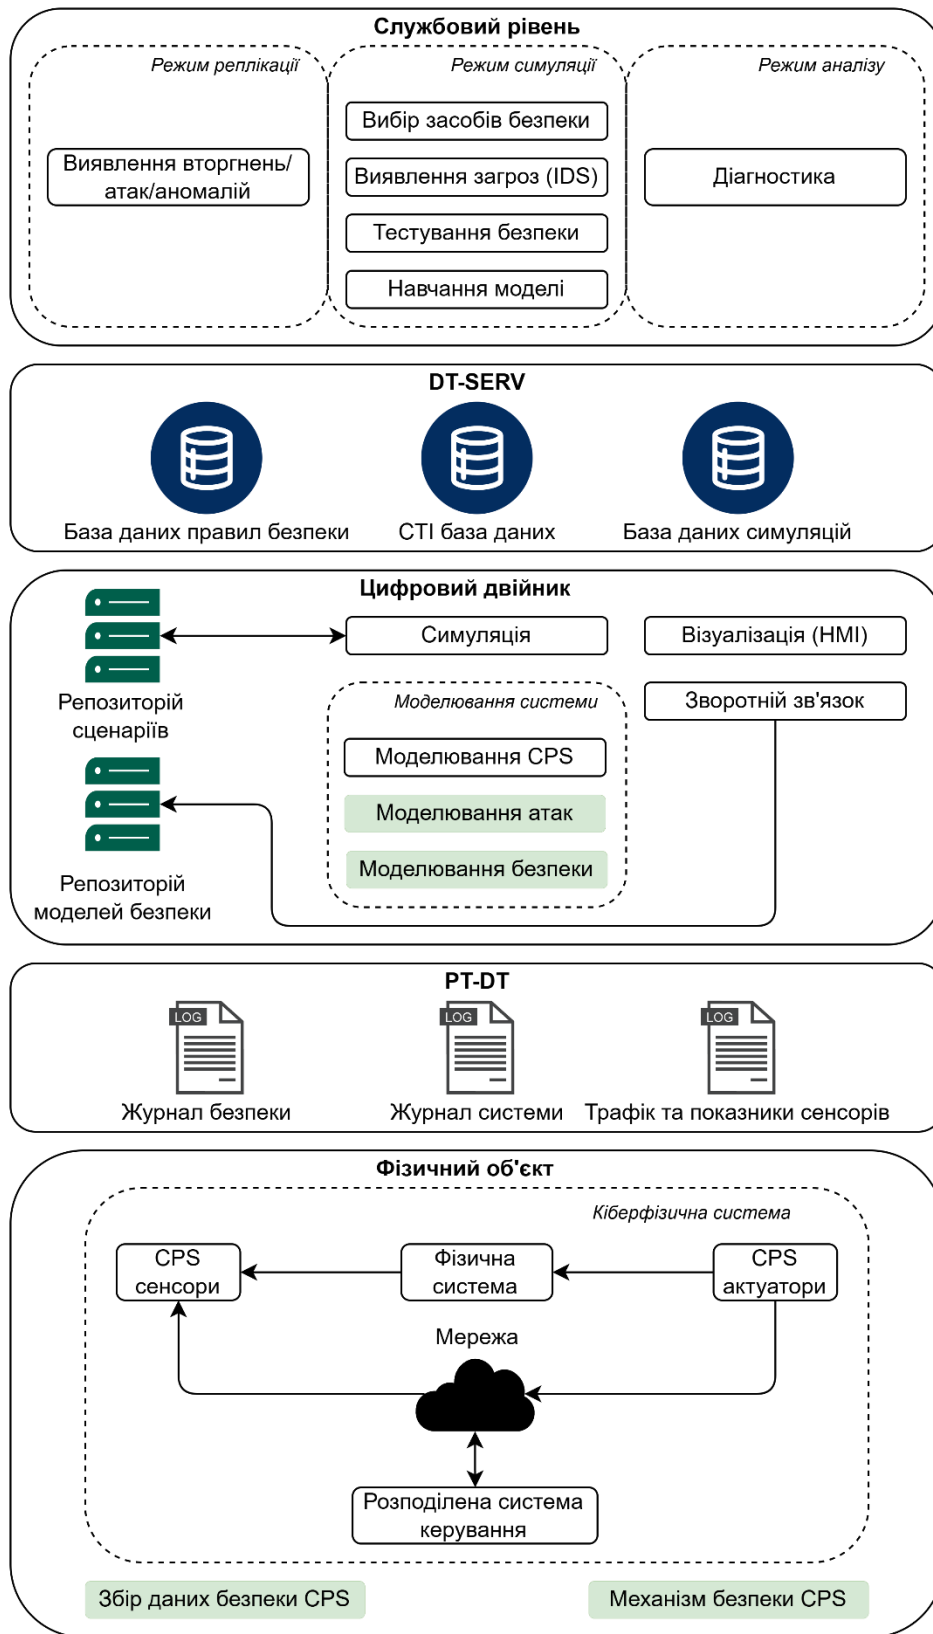 Службовий рівень
Режим реплікації
Режим симуляції
Режим аналізу
Виявлення вторгнень/
атак/аномалій
Вибір засобів безпеки
Виявлення загроз (IDS)
Тестування безпеки
Навчання моделі
Діагностика
DT-SERV
База даних правил безпеки
CTI база даних
База даних симуляцій
Цифровий двійник
Репозиторій
сценаріїв
Симуляція
Візуалізація (HMI)
Зворотній зв'язок
Моделювання системи
Моделювання CPS
Моделювання атак
Моделювання безпеки
Репозиторій
моделей безпеки
PT-DT
LOG
LOG
LOG
Журнал безпеки
Журнал системи
Трафік та показники сенсорів
Фізичний об'єкт
Кіберфізична система
CPS
сенсори
Фізична
система
CPS
актуатори
Мережа
Розподілена система
керування
Збір даних безпеки CPS
Механізм безпеки CPS